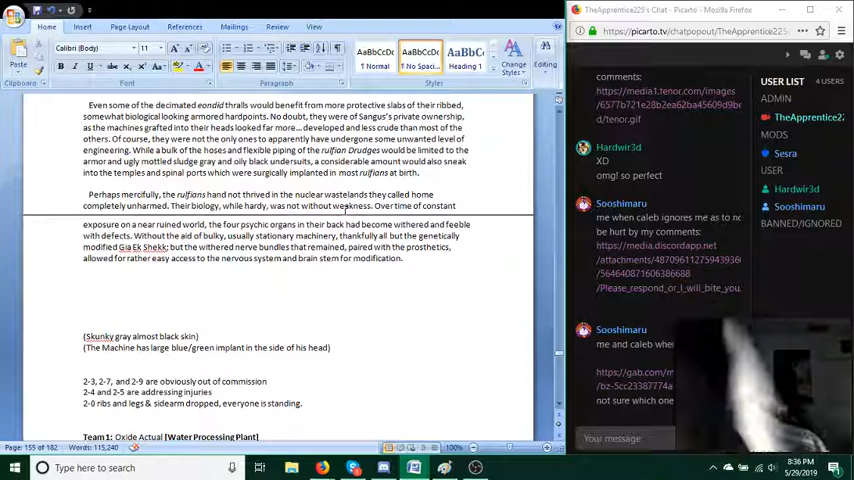 TheApprentice225's Chat - Picarto - Mozilla Firefox
https://picarto.tv/chatpopout/TheApprentice225
Home Insert Page Layout References Mailings Review View
Calibri (Body) 11
AaBbCcDc AaBbCcDc AaBbCc
¶ Normal ¶ No Spaci... Heading 1
Paste
Change Styles
Editing
Clipboard Font Paragraph Styles
Even some of the decimated eondid thralls would benefit from more protective slabs of their ribbed,
somewhat biological looking armored hardpoints. No doubt, they were of Sangus's private ownership,
as the machines grafted into their heads looked far more... developed and less crude than most of the
others. Of course, they were not the only ones to apparently have undergone some unwanted level of
engineering. While a bulk of the hoses and flexible piping of the rulfian Drudges would be limited to the
armor and ugly mottled sludge gray and oily black undersuits, a considerable amount would also sneak
into the temples and spinal ports which were surgically implanted in most rulfians at birth.
Perhaps mercifully, the rulfians hand not thrived in the nuclear wastelands they called home
completely unharmed. Their biology, while hardy, was not without weakness. Over time of constant
exposure on a near ruined world, the four psychic organs in their back had become withered and feeble
with defects. Without the aid of bulky, usually stationary machinery, thankfully all but the genetically
modified Gia Ek Shekk; but the withered nerve bundles that remained, paired with the prosthetics,
allowed for rather easy access to the nervous system and brain stem for modification.
(Skunky gray almost black skin)
(The Machine has large blue/green implant in the side of his head)
2-3, 2-7, and 2-9 are obviously out of commission
2-4 and 2-5 are addressing injuries
2-0 ribs and legs & sidearm dropped, everyone is standing.
Team 1: Oxide Actual [Water Processing Plant]
Page: 155 of 182 Words: 115,240 100%
comments:
https://media1.tenor.com/images
/6577b721e28b2ea62ba45609d9be
d/tenor.gif
Hardwir3d
XD
omg! so perfect
Sooshimaru
me when caleb ignores me as to no
be hurt by my comments:
https://media.discordapp.net
/attachments/48709611275943936
/564640871606386688
/Please_respond_or_I_will_bite_you.
Sooshimaru
me and caleb whe
https://gab.com/m
/bz-5cc23387774a
not sure which one
Your message
USER LIST 4 USERS
ADMIN
TheApprentice22
MODS
Sesra
Hardwir3d
Sooshimaru
BANNED/IGNORED
Type here to search
8:36 PM
5/29/2019